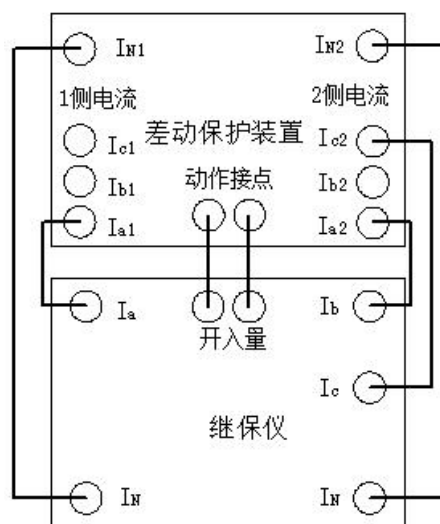 IN1 IN2
1侧电流 2侧电流
差动保护装置
Ic1 Ic2
Ib1 动作接点 Ib2
Ia1 Ia2
Ia Ib
开入量
Ic
继保仪
IN IN